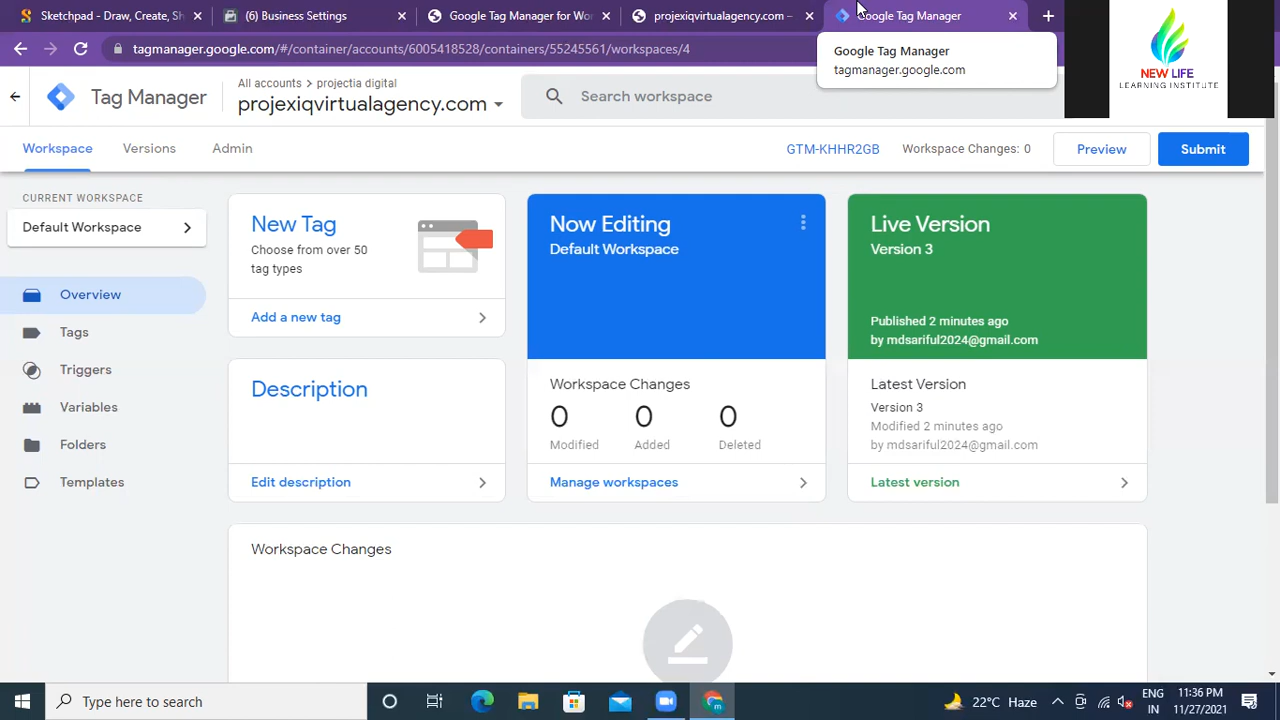 Sketchpad - Draw, Create, Sh
(6) Business Settings
Google Tag Manager for Wo
projexiqvirtualagency.com –
Google Tag Manager
tagmanager.google.com/#/container/accounts/6005418528/containers/55245561/workspaces/4
Google Tag Manager
tagmanager.google.com
NEW LIFE
LEARNING INSTITUTE
Tag Manager
All accounts > projectia digital
projexiqvirtualagency.com
Search workspace
Workspace
Versions
Admin
GTM-KHHR2GB
Workspace Changes: 0
Preview
Submit
CURRENT WORKSPACE
Default Workspace
Overview
Tags
Triggers
Variables
Folders
Templates
New Tag
Choose from over 50
tag types
Add a new tag
Description
Edit description
Now Editing
Default Workspace
Workspace Changes
0 0 0
Modified Added Deleted
Manage workspaces
Live Version
Version 3
Published 2 minutes ago
by mdsariful2024@gmail.com
Latest Version
Version 3
Modified 2 minutes ago
by mdsariful2024@gmail.com
Latest version
Workspace Changes
Type here to search
22°C Haze
ENG
IN
11:36 PM
11/27/2021